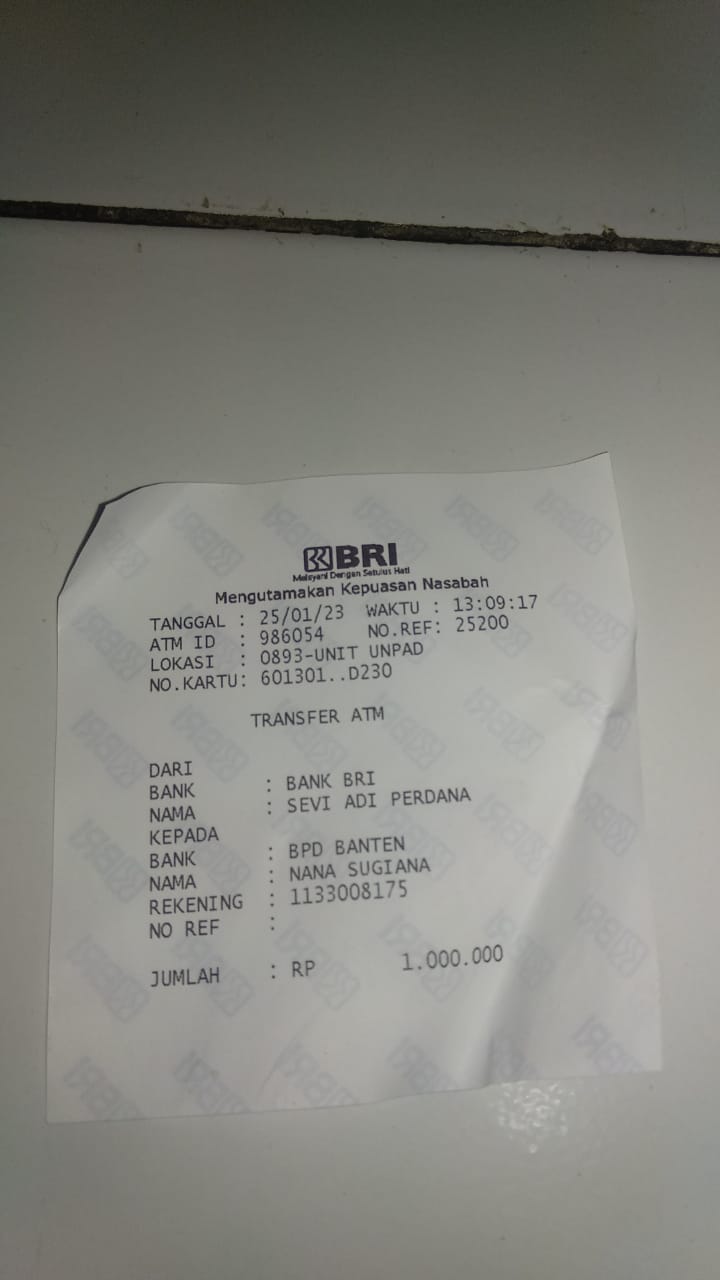 BRI
Melayani Dengan Setulus Hati
Mengutamakan Kepuasan Nasabah
TANGGAL : 25/01/23 WAKTU : 13:09:17
ATM ID : 986054 NO.REF: 25200
LOKASI : 0893-UNIT UNPAD
NO.KARTU: 601301..D230
TRANSFER ATM
DARI
BANK : BANK BRI
NAMA : SEVI ADI PERDANA
KEPADA
BANK : BPD BANTEN
NAMA : NANA SUGIANA
REKENING : 1133008175
NO REF :
JUMLAH : RP 1.000.000